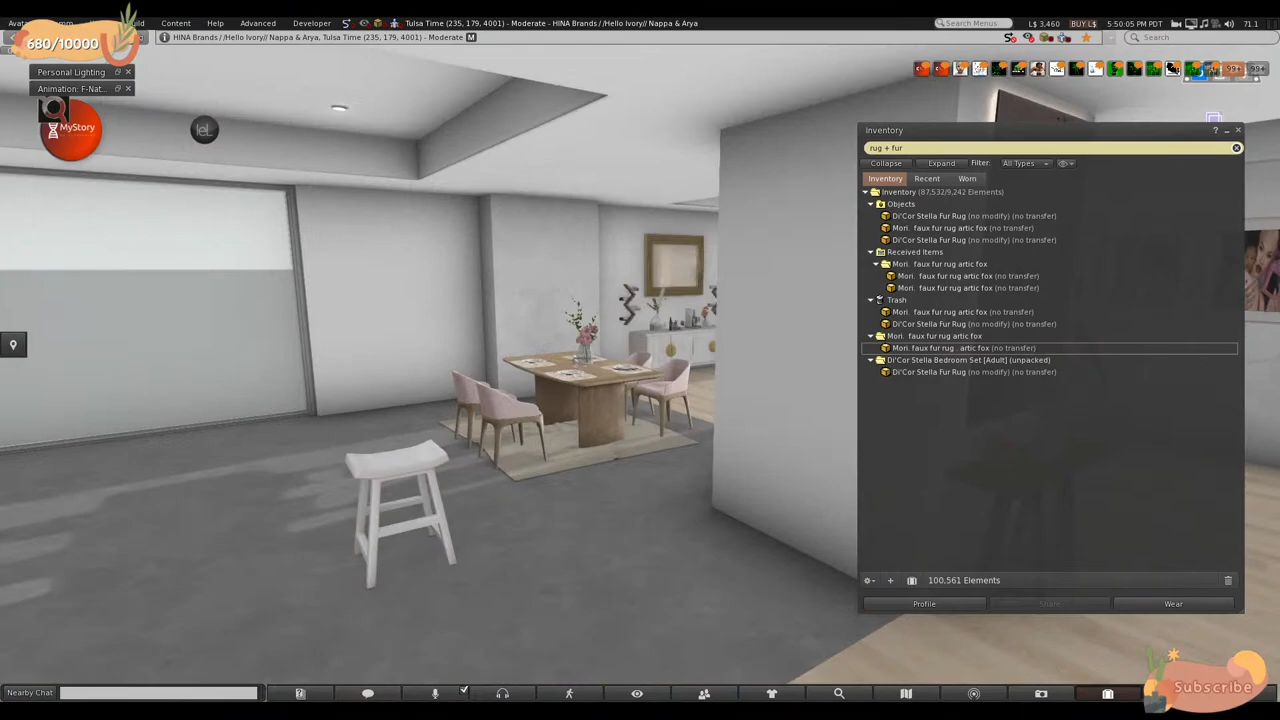 Build Content Help Advanced Developer Tulsa Time (235, 179, 4001) - Moderate - HINA Brands / /Hello Ivory// Nappa & Arya Search Menus L$ 3,460 BUY L$ 5:50:05 PM PDT 71.1
680/10000
HINA Brands / /Hello Ivory// Nappa & Arya, Tulsa Time (235, 179, 4001) - Moderate M Search
Personal Lighting
Animation: F-Nat...
99+ 99+
MyStory
leL
Inventory ?
rug + fur
Collapse Expand Filter: All Types
Inventory Recent Worn
Inventory (87,532/9,242 Elements)
Objects
Di'Cor Stella Fur Rug (no modify) (no transfer)
Mori. faux fur rug artic fox (no transfer)
Di'Cor Stella Fur Rug (no modify) (no transfer)
Received Items
Mori. faux fur rug artic fox
Mori. faux fur rug artic fox (no transfer)
Mori. faux fur rug artic fox (no transfer)
Trash
Mori. faux fur rug artic fox (no transfer)
Di'Cor Stella Fur Rug (no modify) (no transfer)
Mori. faux fur rug artic fox
Mori. faux fur rug . artic fox (no transfer)
Di'Cor Stella Bedroom Set [Adult] (unpacked)
Di'Cor Stella Fur Rug (no modify) (no transfer)
100,561 Elements
Profile Share Wear
Nearby Chat
Subscribe